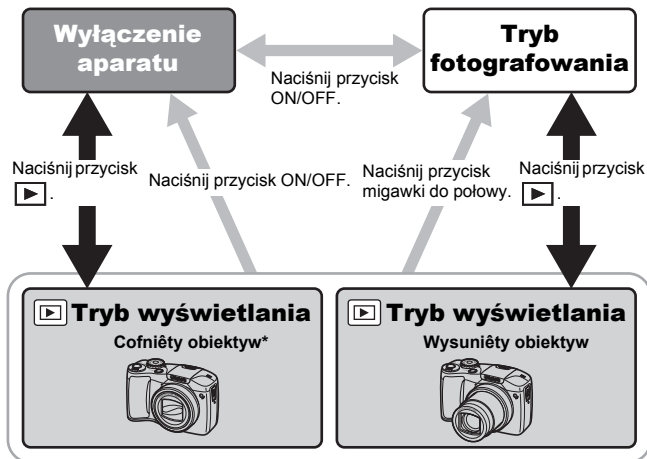 Wyłączenie
aparatu
Tryb
fotografowania
Naciśnij przycisk
ON/OFF.
Naciśnij przycisk
.
Naciśnij przycisk ON/OFF.
Naciśnij przycisk
migawki do połowy.
Naciśnij przycisk
.
Tryb wyświetlania
Cofniêty obiektyw*
Tryb wyświetlania
Wysuniêty obiektyw